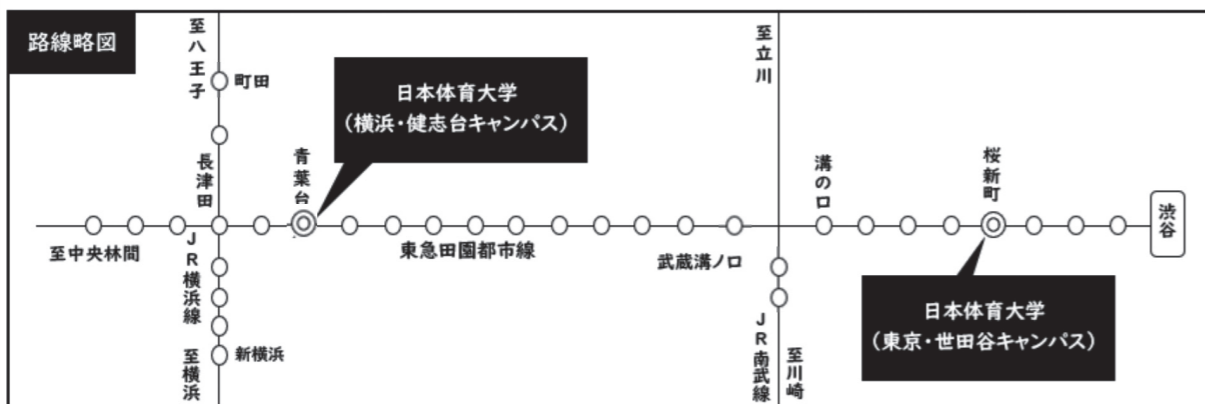 路線略図
至八王子
町田
日本体育大学
（横浜・健志台キャンパス）
至立川
長津田
青葉台
溝の口
桜新町
渋谷
至中央林間
東急田園都市線
武蔵溝ノ口
JR横浜線
新横浜
至横浜
JR南武線
至川崎
日本体育大学
（東京・世田谷キャンパス）